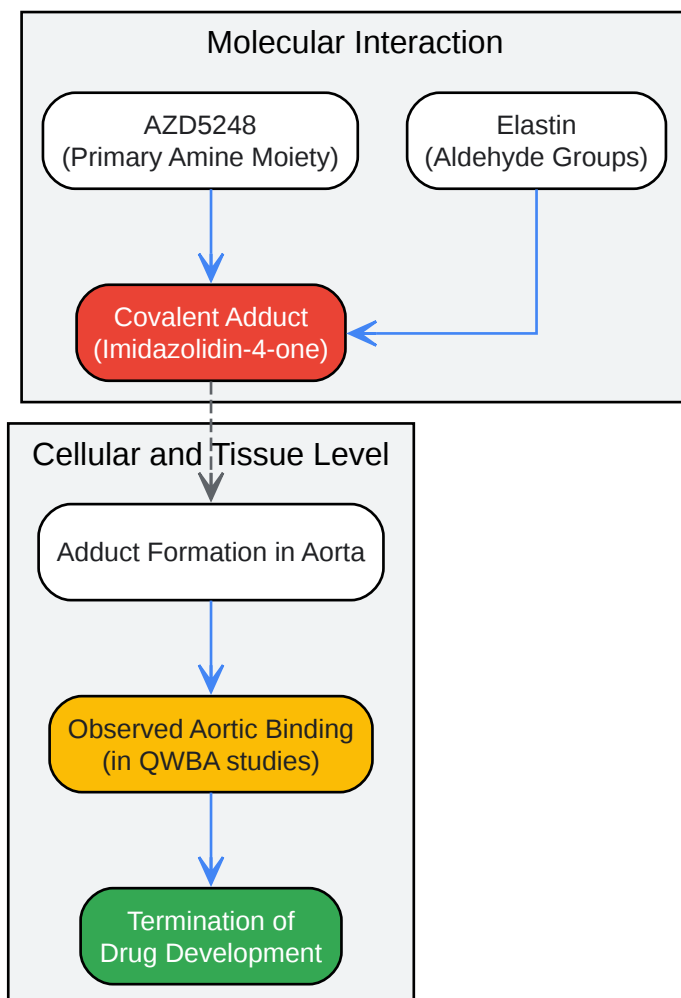 Molecular Interaction
AZD5248
(Primary Amine Moiety)
Elastin
(Aldehyde Groups)
Covalent Adduct
(Imidazolidin-4-one)
Cellular and Tissue Level
Adduct Formation in Aorta
Observed Aortic Binding
(in QWBA studies)
Termination of
Drug Development